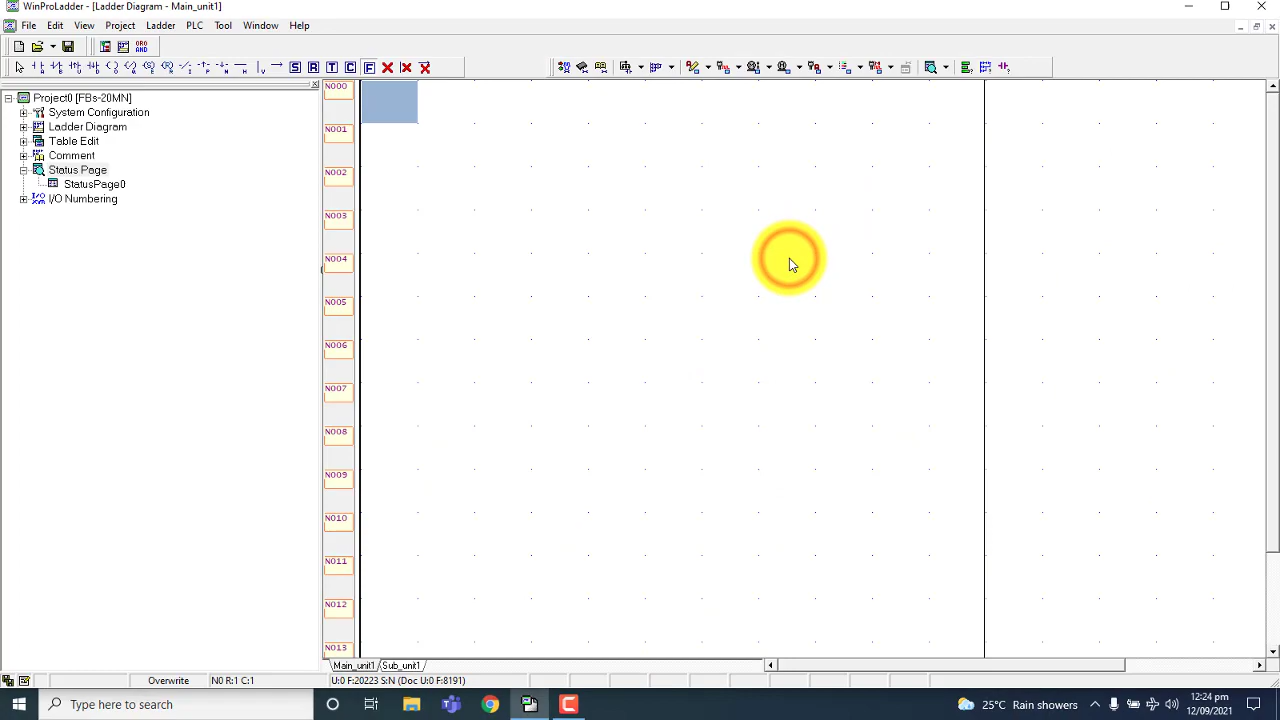 WinProLadder - [Ladder Diagram - Main_unit1]
File Edit View Project Ladder PLC Tool Window Help
S R T C F
Project0 [FBs-20MN]
System Configuration
Ladder Diagram
Table Edit
Comment
Status Page
StatusPage0
I/O Numbering
N000
N001
N002
N003
N004
N005
N006
N007
N008
N009
N010
N011
N012
N013
Main_unit1 Sub_unit1
Overwrite N0 R:1 C:1 U:0 F:20223 S:N (Doc U:0 F:8191)
Type here to search
25°C Rain showers
12:24 pm
12/09/2021